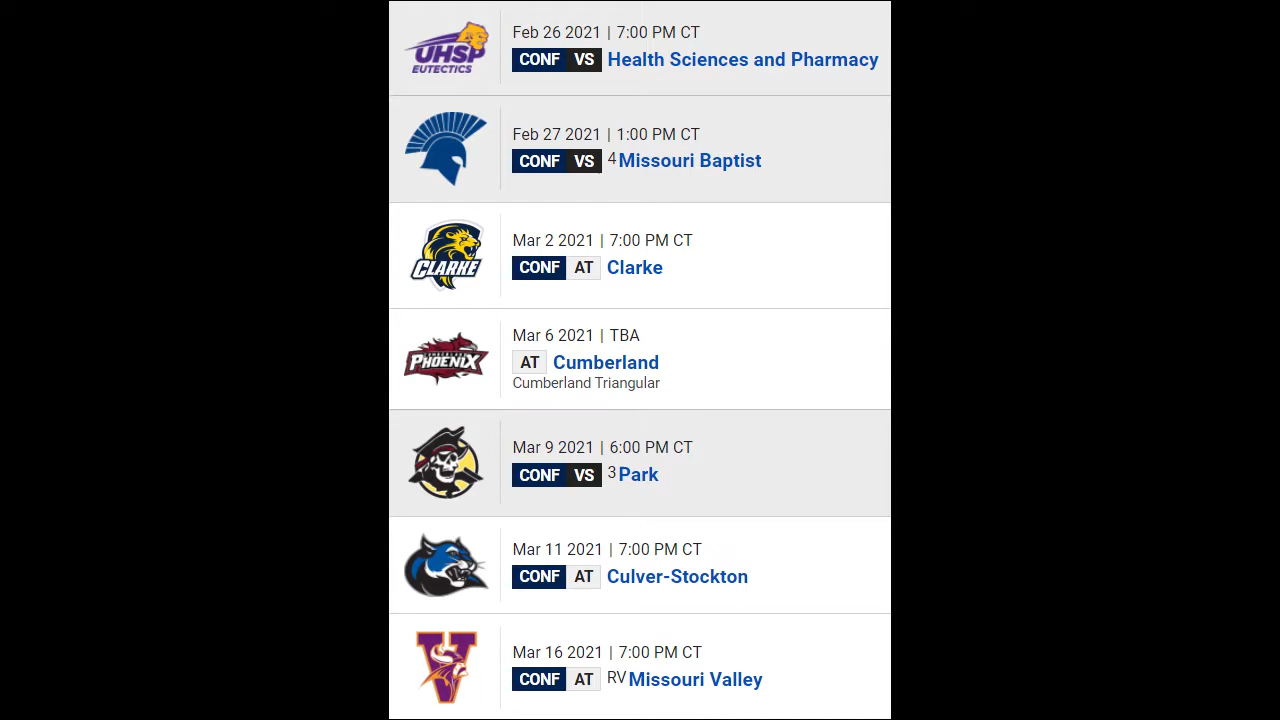 UHSP
EUTECTICS
Feb 26 2021 | 7:00 PM CT
CONF VS Health Sciences and Pharmacy
Feb 27 2021 | 1:00 PM CT
CONF VS 4 Missouri Baptist
CLARKE
Mar 2 2021 | 7:00 PM CT
CONF AT Clarke
CUMBERLAND
PHOENIX
Mar 6 2021 | TBA
AT Cumberland
Cumberland Triangular
Mar 9 2021 | 6:00 PM CT
CONF VS 3 Park
Mar 11 2021 | 7:00 PM CT
CONF AT Culver-Stockton
V
Mar 16 2021 | 7:00 PM CT
CONF AT RV Missouri Valley